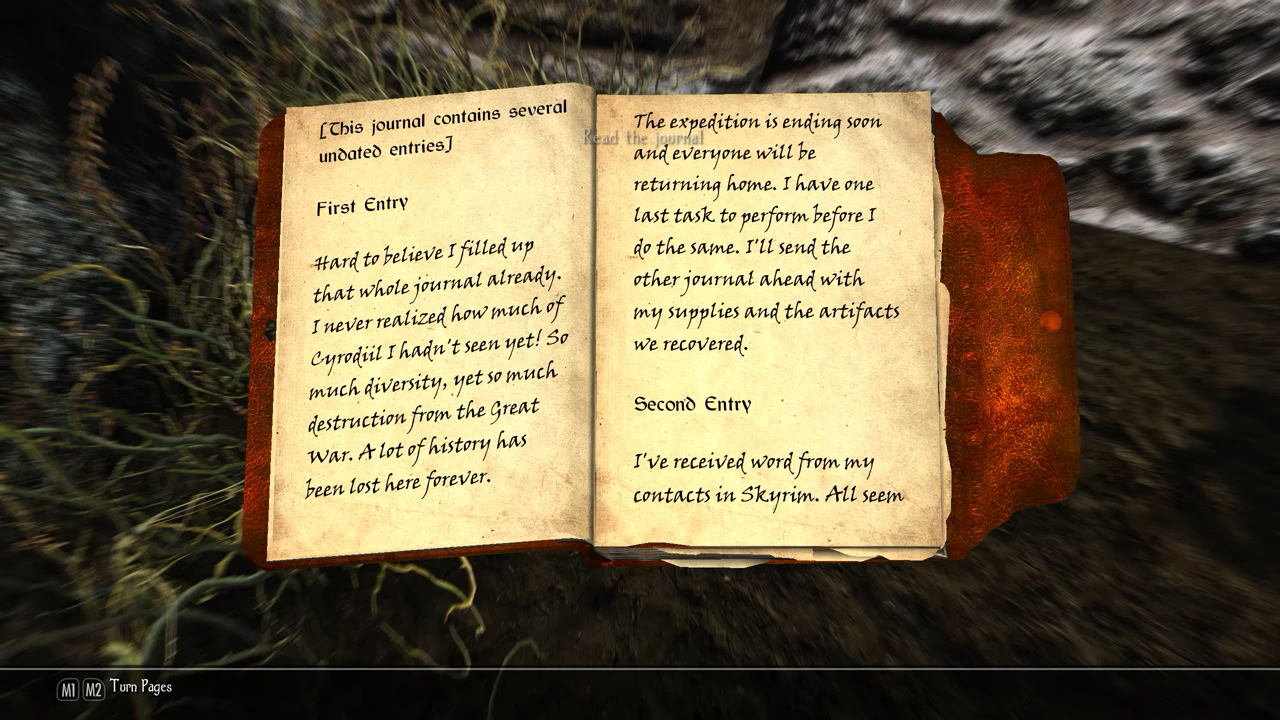 [This journal contains several
undated entries]
First Entry
Hard to believe I filled up
that whole journal already.
I never realized how much of
Cyrodiil I hadn't seen yet! So
much diversity, yet so much
destruction from the Great
War. A lot of history has
been lost here forever.
Read the journal
The expedition is ending soon
and everyone will be
returning home. I have one
last task to perform before I
do the same. I'll send the
other journal ahead with
my supplies and the artifacts
we recovered.
Second Entry
I've received word from my
contacts in Skyrim. All seem
M1 M2 Turn Pages